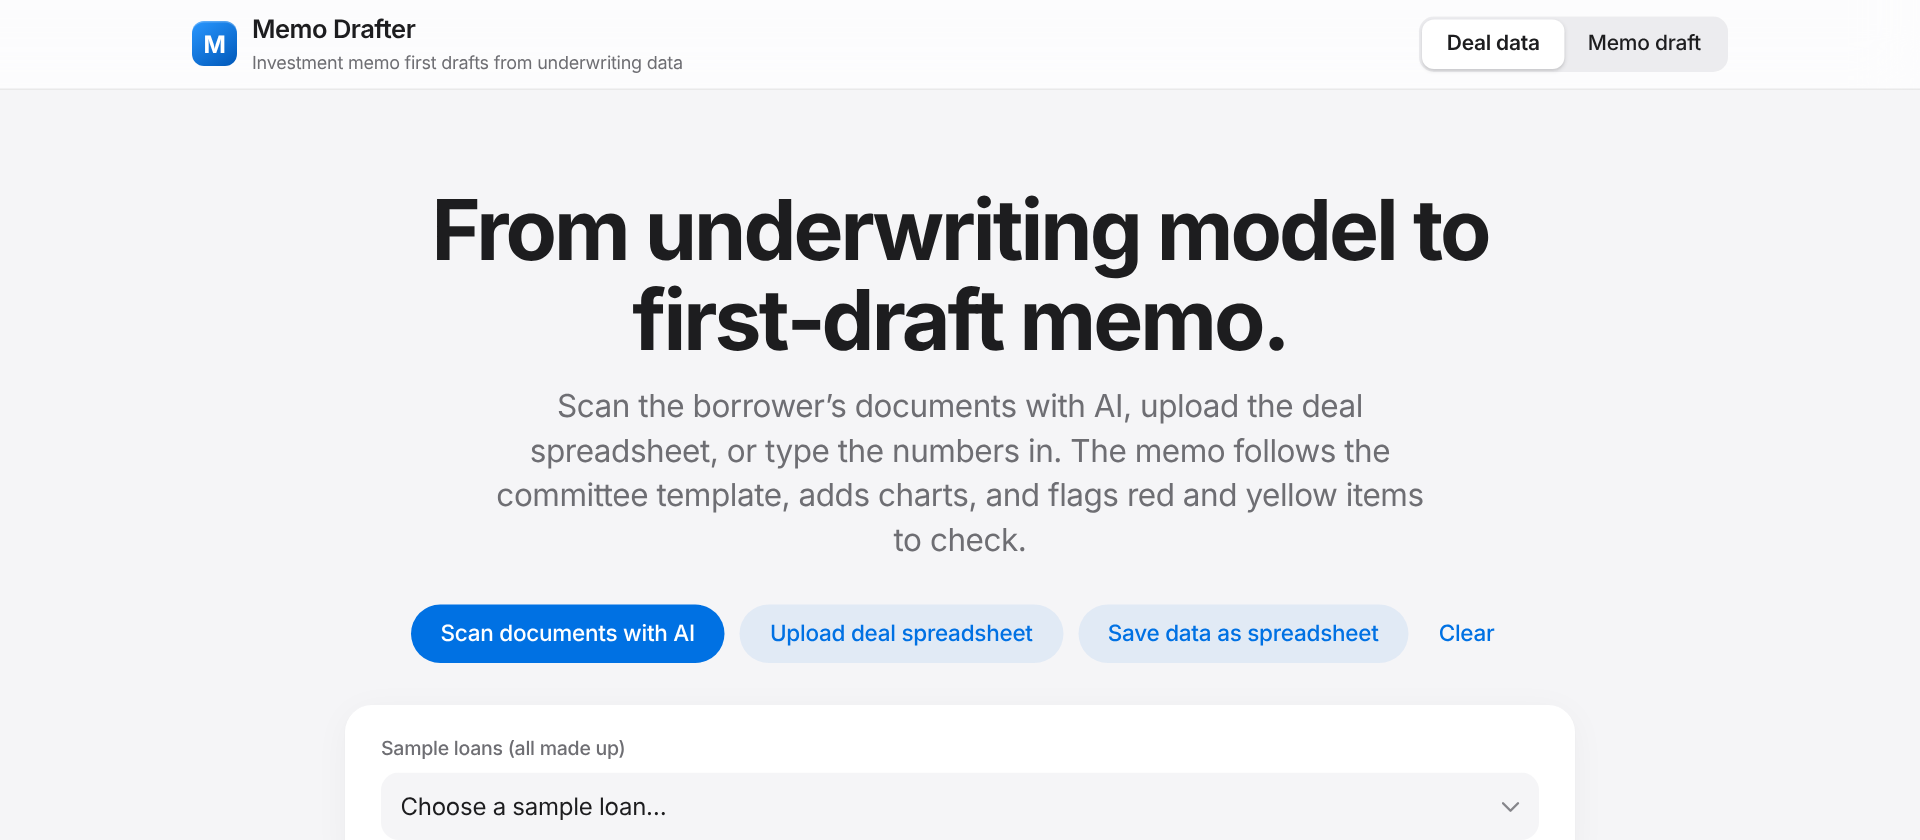 M
Memo Drafter
Investment memo first drafts from underwriting data
Deal data
Memo draft
From underwriting model to
first-draft memo.
Scan the borrower’s documents with AI, upload the deal
spreadsheet, or type the numbers in. The memo follows the
committee template, adds charts, and flags red and yellow items
to check.
Scan documents with AI
Upload deal spreadsheet
Save data as spreadsheet
Clear
Sample loans (all made up)
Choose a sample loan...